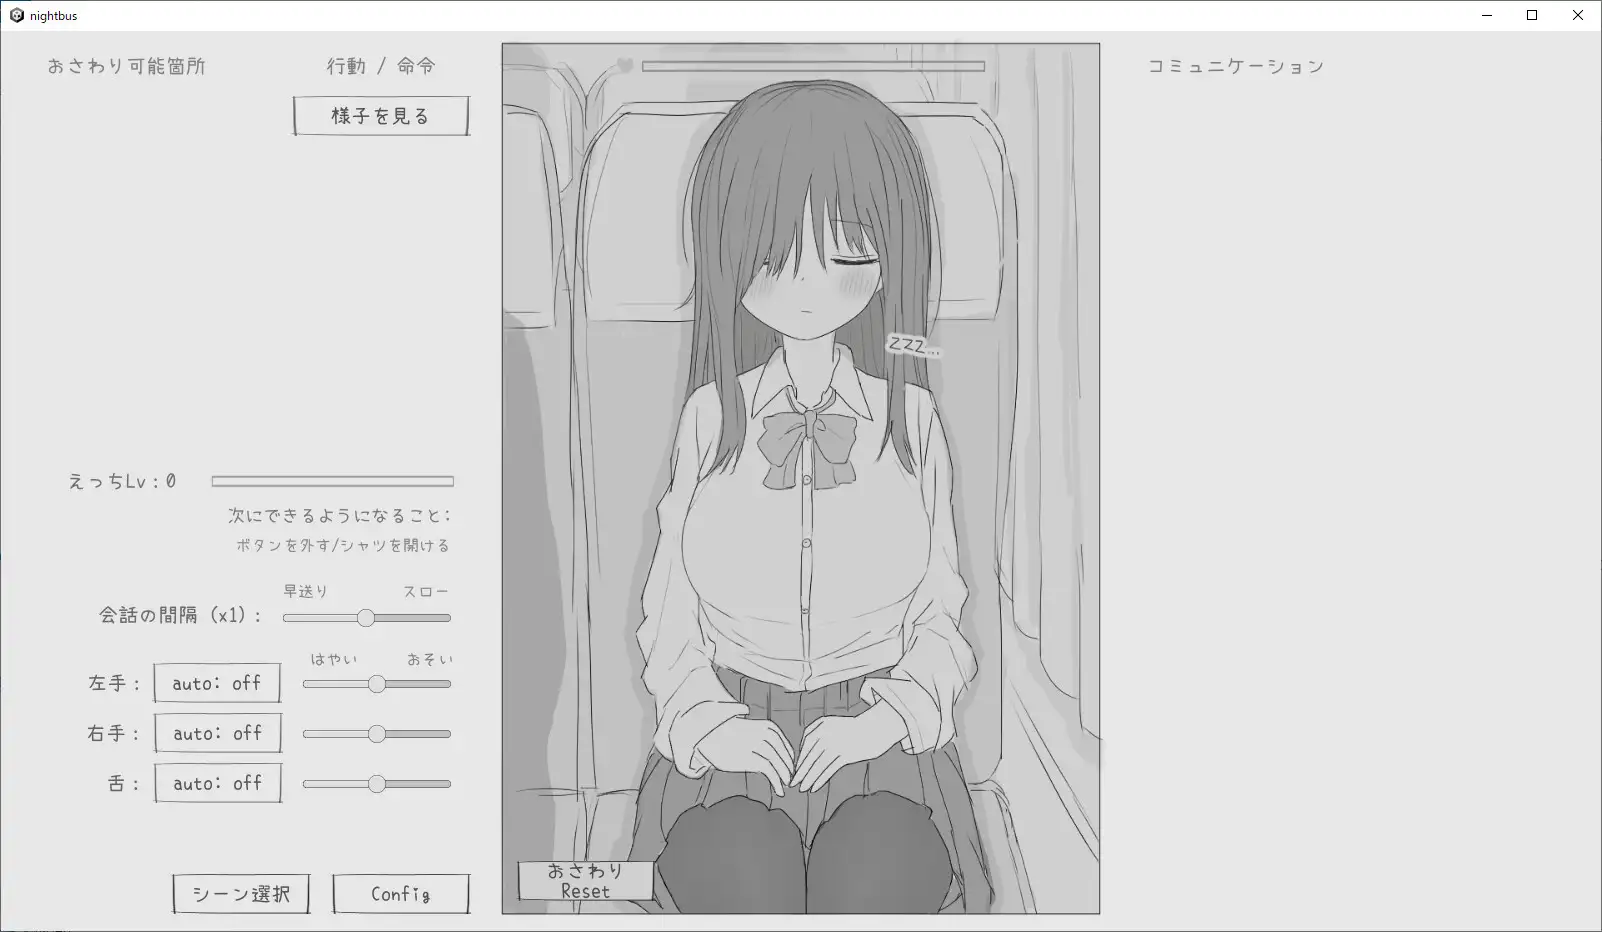 nightbus
おさわり可能箇所
行動 / 命令
コミュニケーション
様子を見る
zzz...
えっちLv：0
次にできるようになること：
ボタンを外す/シャツを開ける
早送り
スロー
会話の間隔 (x1)：
はやい
おそい
左手：
auto: off
右手：
auto: off
舌：
auto: off
シーン選択
Config
おさわり
Reset